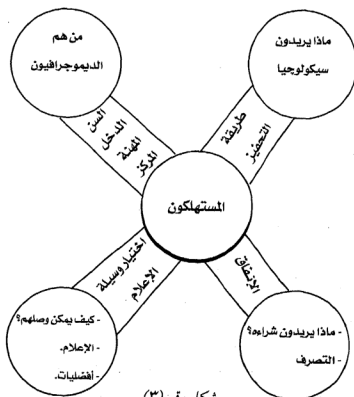 من هم
الديموجرافيون
ماذا يريدون
سيكولوجيا
السن
الدخل
المهنة
المركز
طريقة
التحفيز
المستهلكون
اختيار وسيلة
الإعلام
الإنفاق
- كيف يمكن وصلهم؟
- الإعلام.
- أفضليات.
- ماذا يريدون شراءه؟
- التصرف
(٣)